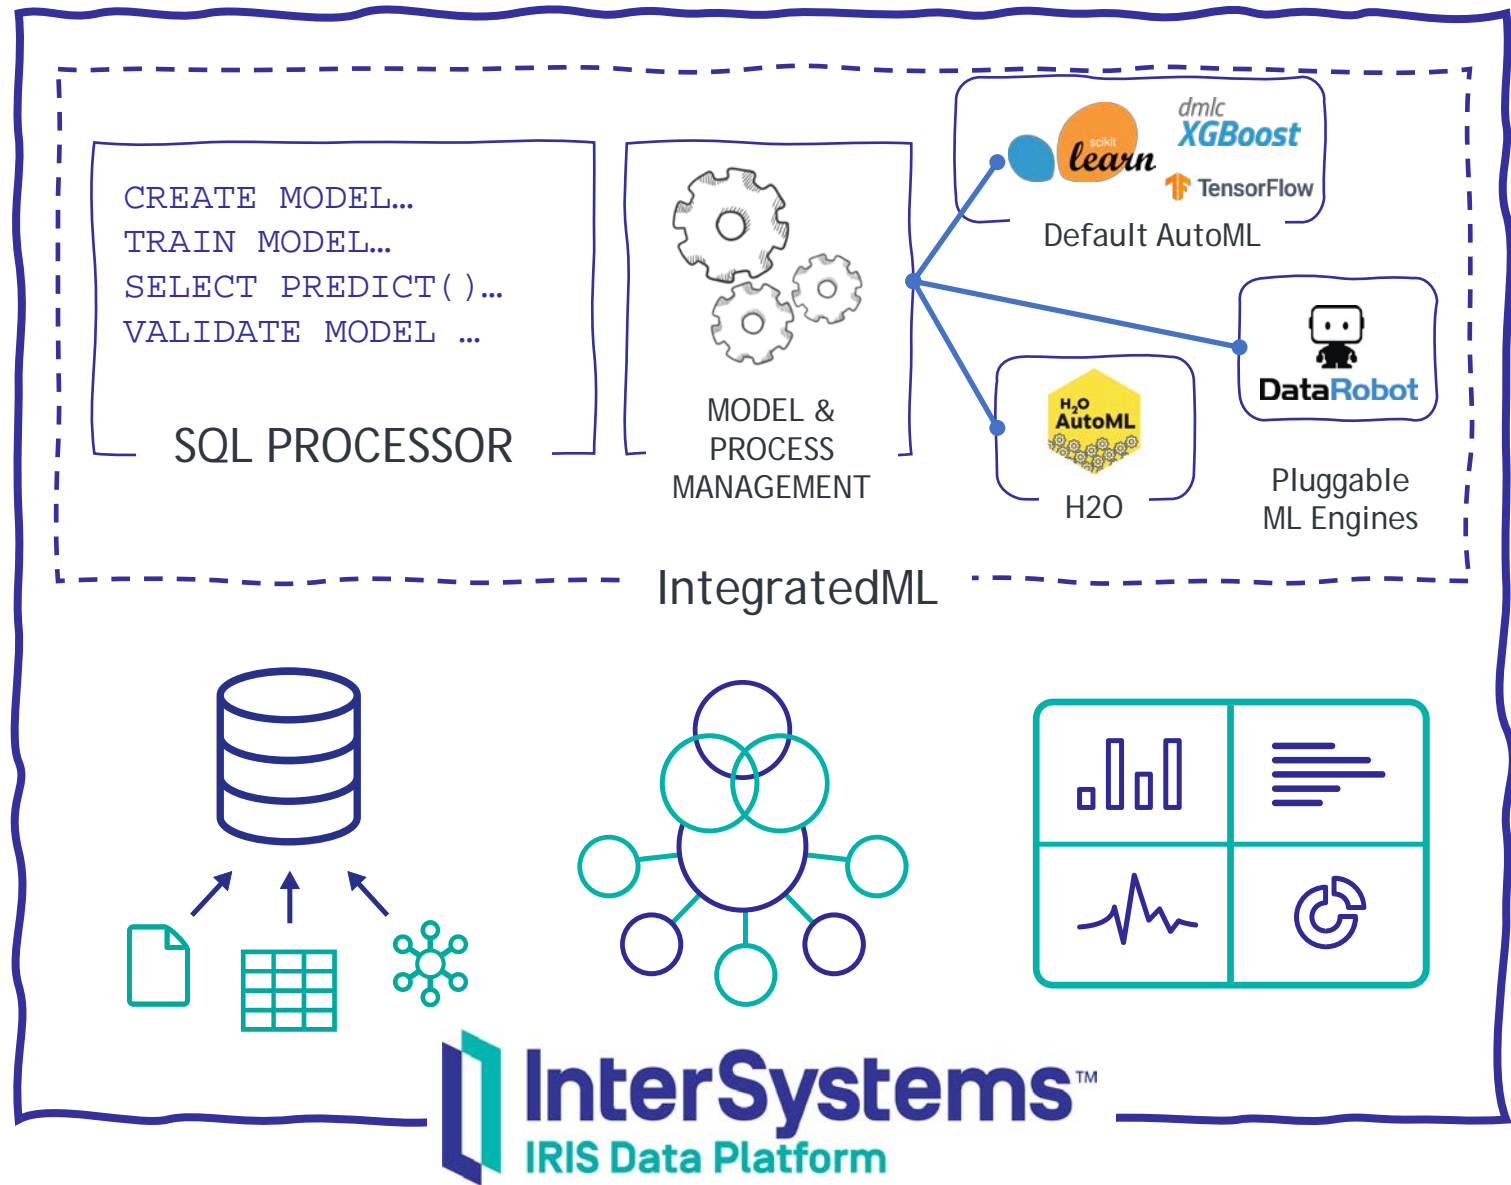 CREATE MODEL…
TRAIN MODEL…
SELECT PREDICT()…
VALIDATE MODEL …
SQL PROCESSOR
MODEL &
PROCESS
MANAGEMENT
scikit
learn
dmlc
XGBoost
TensorFlow
Default AutoML
H2O
AutoML
H2O
DataRobot
Pluggable
ML Engines
IntegratedML
InterSystems™
IRIS Data Platform